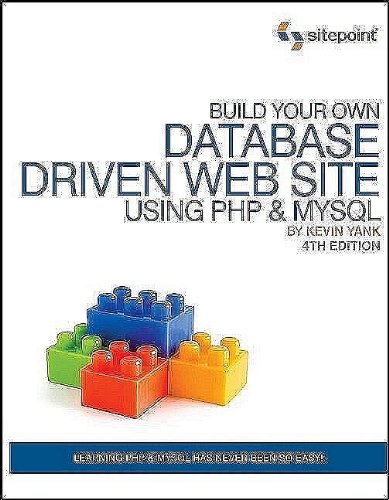 sitepoint
BUILD YOUR OWN
DATABASE
DRIVEN WEB SITE
USING PHP & MYSQL
BY KEVIN YANK
4TH EDITION
LEARNING PHP & MYSQL HAS NEVER BEEN SO EASY!